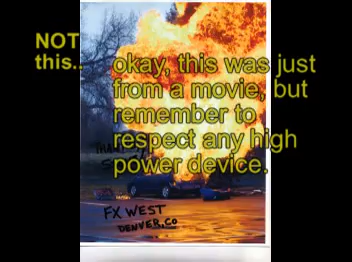 NOT
this..
okay, this was just
from a movie, but
remember to
respect any high
power device.
FX WEST
DENVER, CO